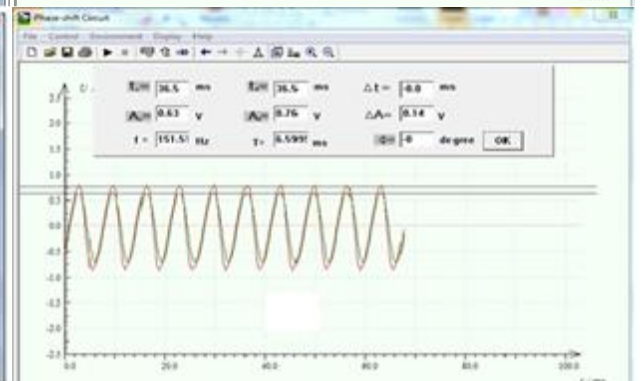 Phase-shift Circuit
File Control Environment Display Help
36.5 ms 36.5 ms Δt= -0.0 ms
0.63 V 0.76 V ΔA= 0.14 V
f= 151.5 Hz T= 6.5995 ms -0 degree OK
U
2.0
1.5
1.0
0.5
0.0
-0.5
-1.0
-1.5
-2.0
-2.5
0.0 20.0 40.0 60.0 80.0 100.0